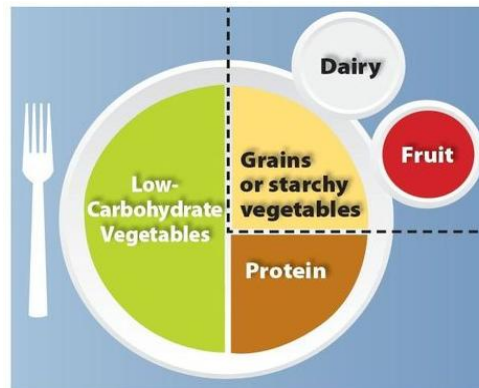 Dairy
Fruit
Grains
or starchy
vegetables
Low-
Carbohydrate
Vegetables
Protein